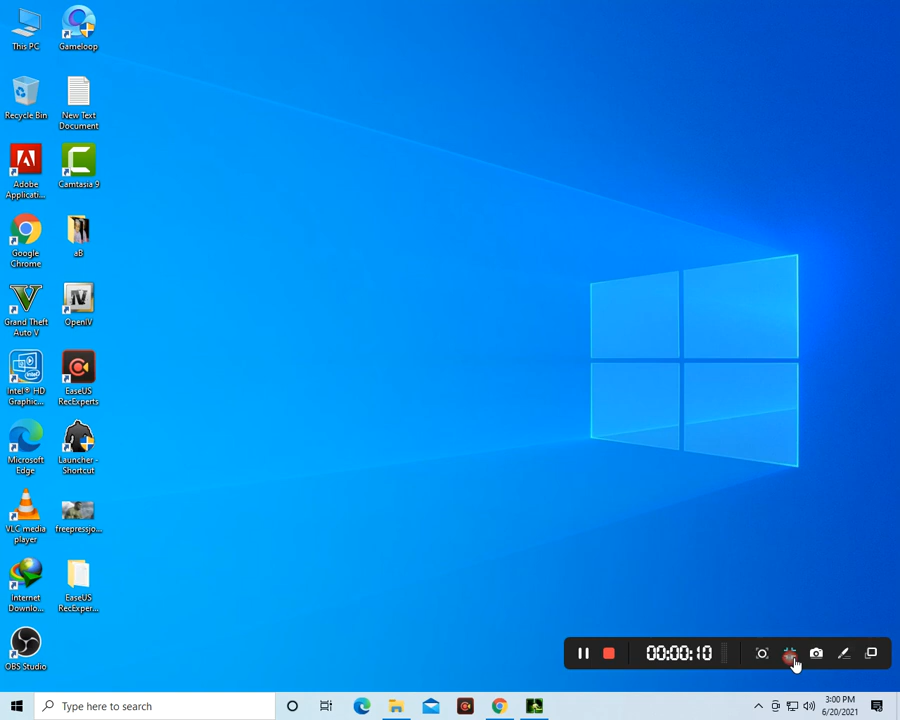 This PC
Gameloop
Recycle Bin
New Text
Document
Adobe
Applicati...
Camtasia 9
Google
Chrome
aB
Grand Theft
Auto V
OpenIV
Intel® HD
Graphic...
EaseUS
RecExperts
Microsoft
Edge
Launcher -
Shortcut
VLC media
player
freepressjo...
Internet
Downlo...
EaseUS
RecExper...
OBS Studio
00:00:10
Type here to search
3:00 PM
6/20/2021